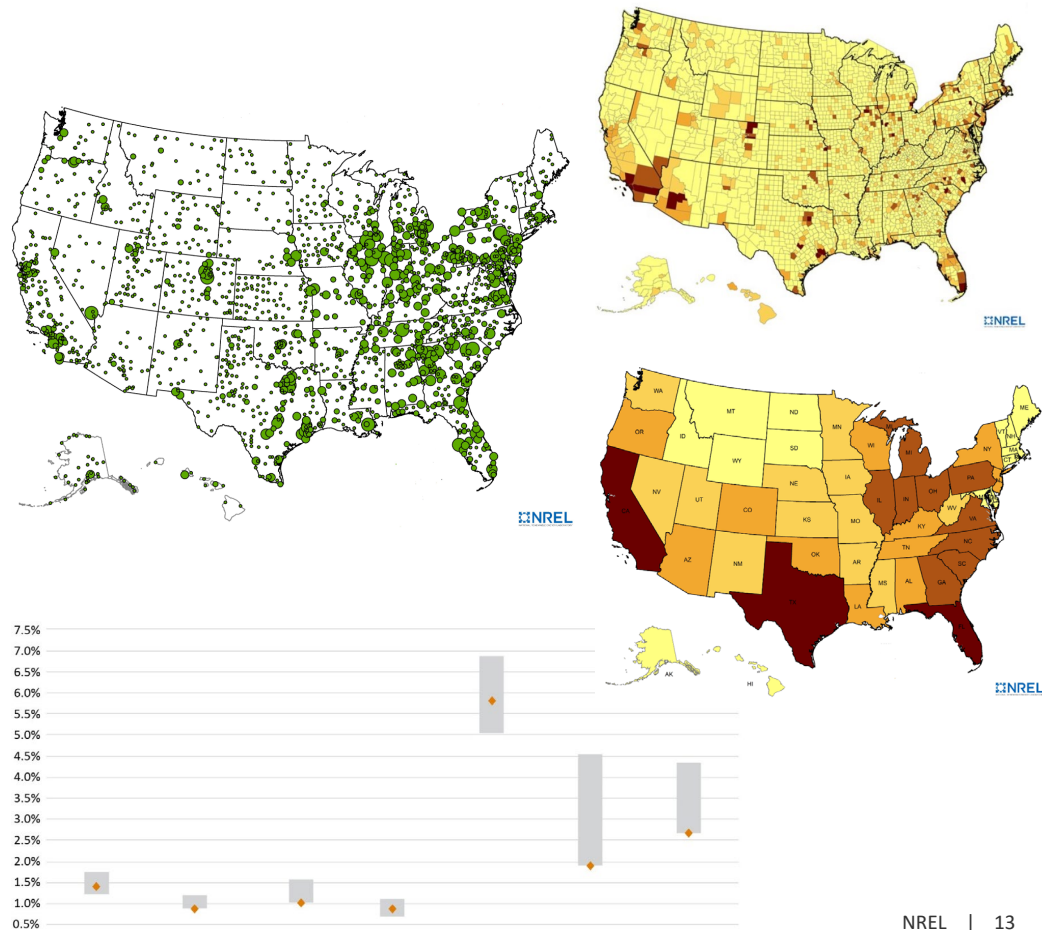 NREL
NREL
WA
MT
ND
MN
ME
OR
ID
SD
WI
MI
VT
NH
NY
MA
CT
WY
IA
NE
PA
NV
UT
IL
IN
OH
CO
KS
MO
WV
VA
KY
NC
TN
AZ
NM
OK
AR
SC
MS
AL
GA
LA
AK
HI
NREL
7.5%
7.0%
6.5%
6.0%
5.5%
5.0%
4.5%
4.0%
3.5%
3.0%
2.5%
2.0%
1.5%
1.0%
0.5%
NREL | 13